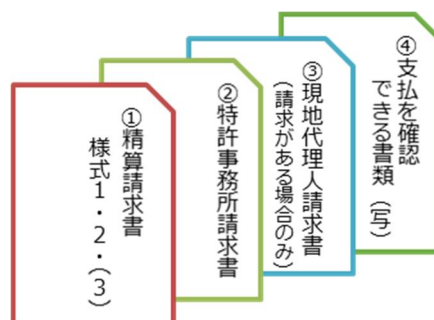 ①精算請求書
様式1・2・(3)
②特許事務所請求書
③現地代理人請求書
(請求がある場合のみ)
④支払を確認
できる書類 (写)